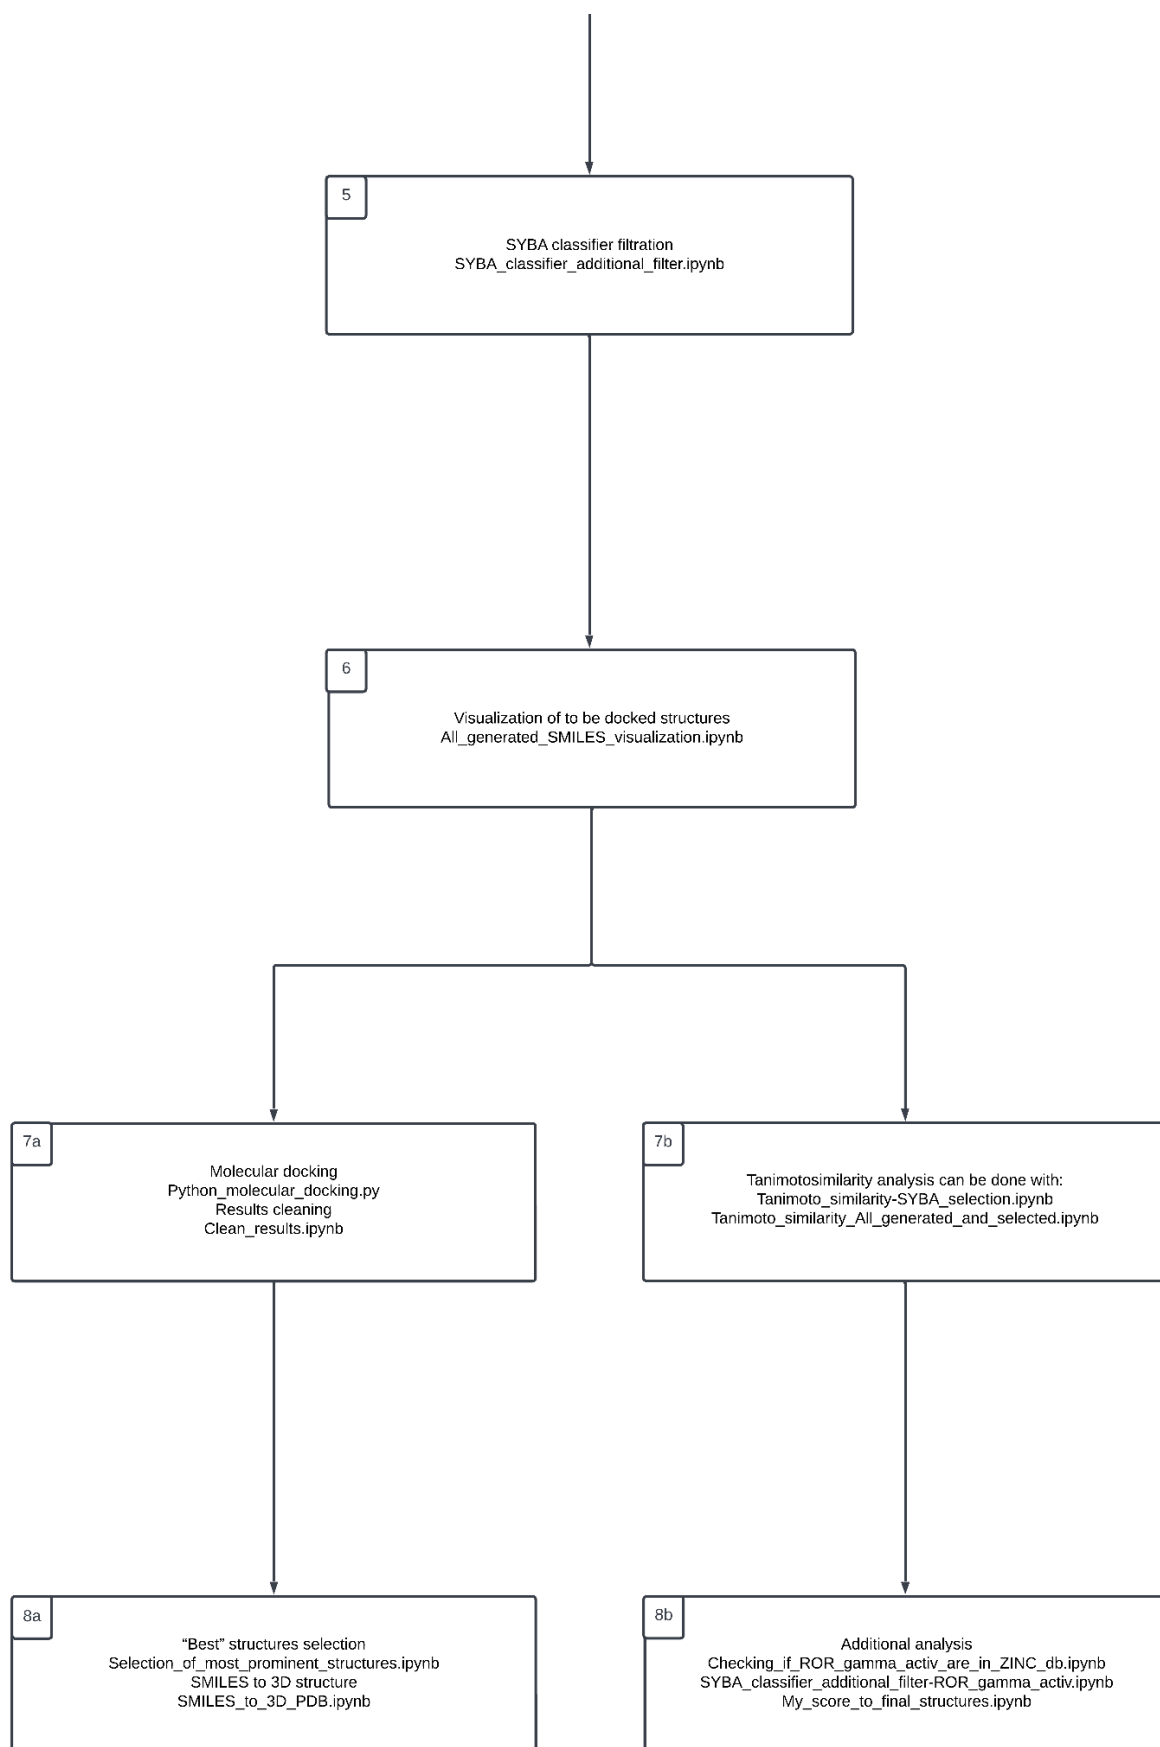 5
SYBA classifier filtration
SYBA_classifier_additional_filter.ipynb
6
Visualization of to be docked structures
All_generated_SMILES_visualization.ipynb
7a
Molecular docking
Python_molecular_docking.py
Results cleaning
Clean_results.ipynb
7b
Tanimotosimilarity analysis can be done with:
Tanimoto_similarity-SYBA_selection.ipynb
Tanimoto_similarity_All_generated_and_selected.ipynb
8a
“Best” structures selection
Selection_of_most_prominent_structures.ipynb
SMILES to 3D structure
SMILES_to_3D_PDB.ipynb
8b
Additional analysis
Checking_if_ROR_gamma_activ_are_in_ZINC_db.ipynb
SYBA_classifier_additional_filter-ROR_gamma_activ.ipynb
My_score_to_final_structures.ipynb